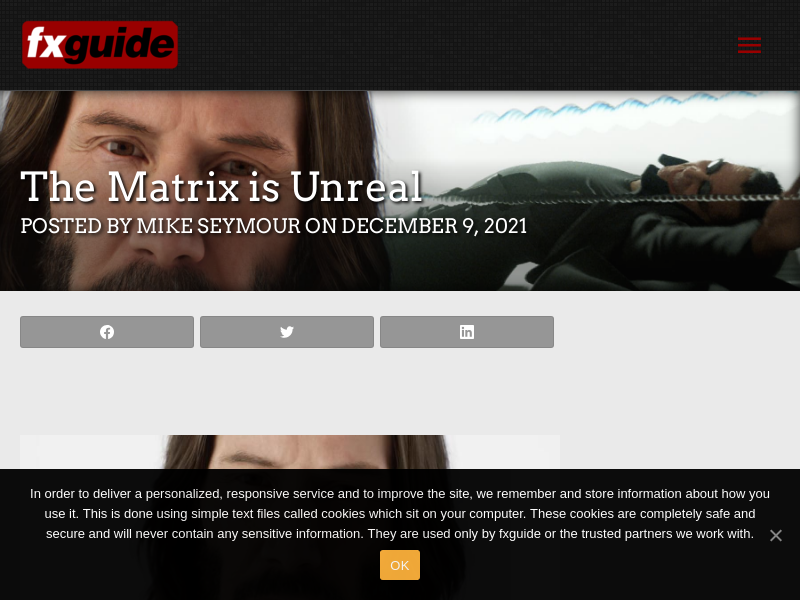 fxguide
The Matrix is Unreal
POSTED BY MIKE SEYMOUR ON DECEMBER 9, 2021
In order to deliver a personalized, responsive service and to improve the site, we remember and store information about how you
use it. This is done using simple text files called cookies which sit on your computer. These cookies are completely safe and
secure and will never contain any sensitive information. They are used only by fxguide or the trusted partners we work with.
OK